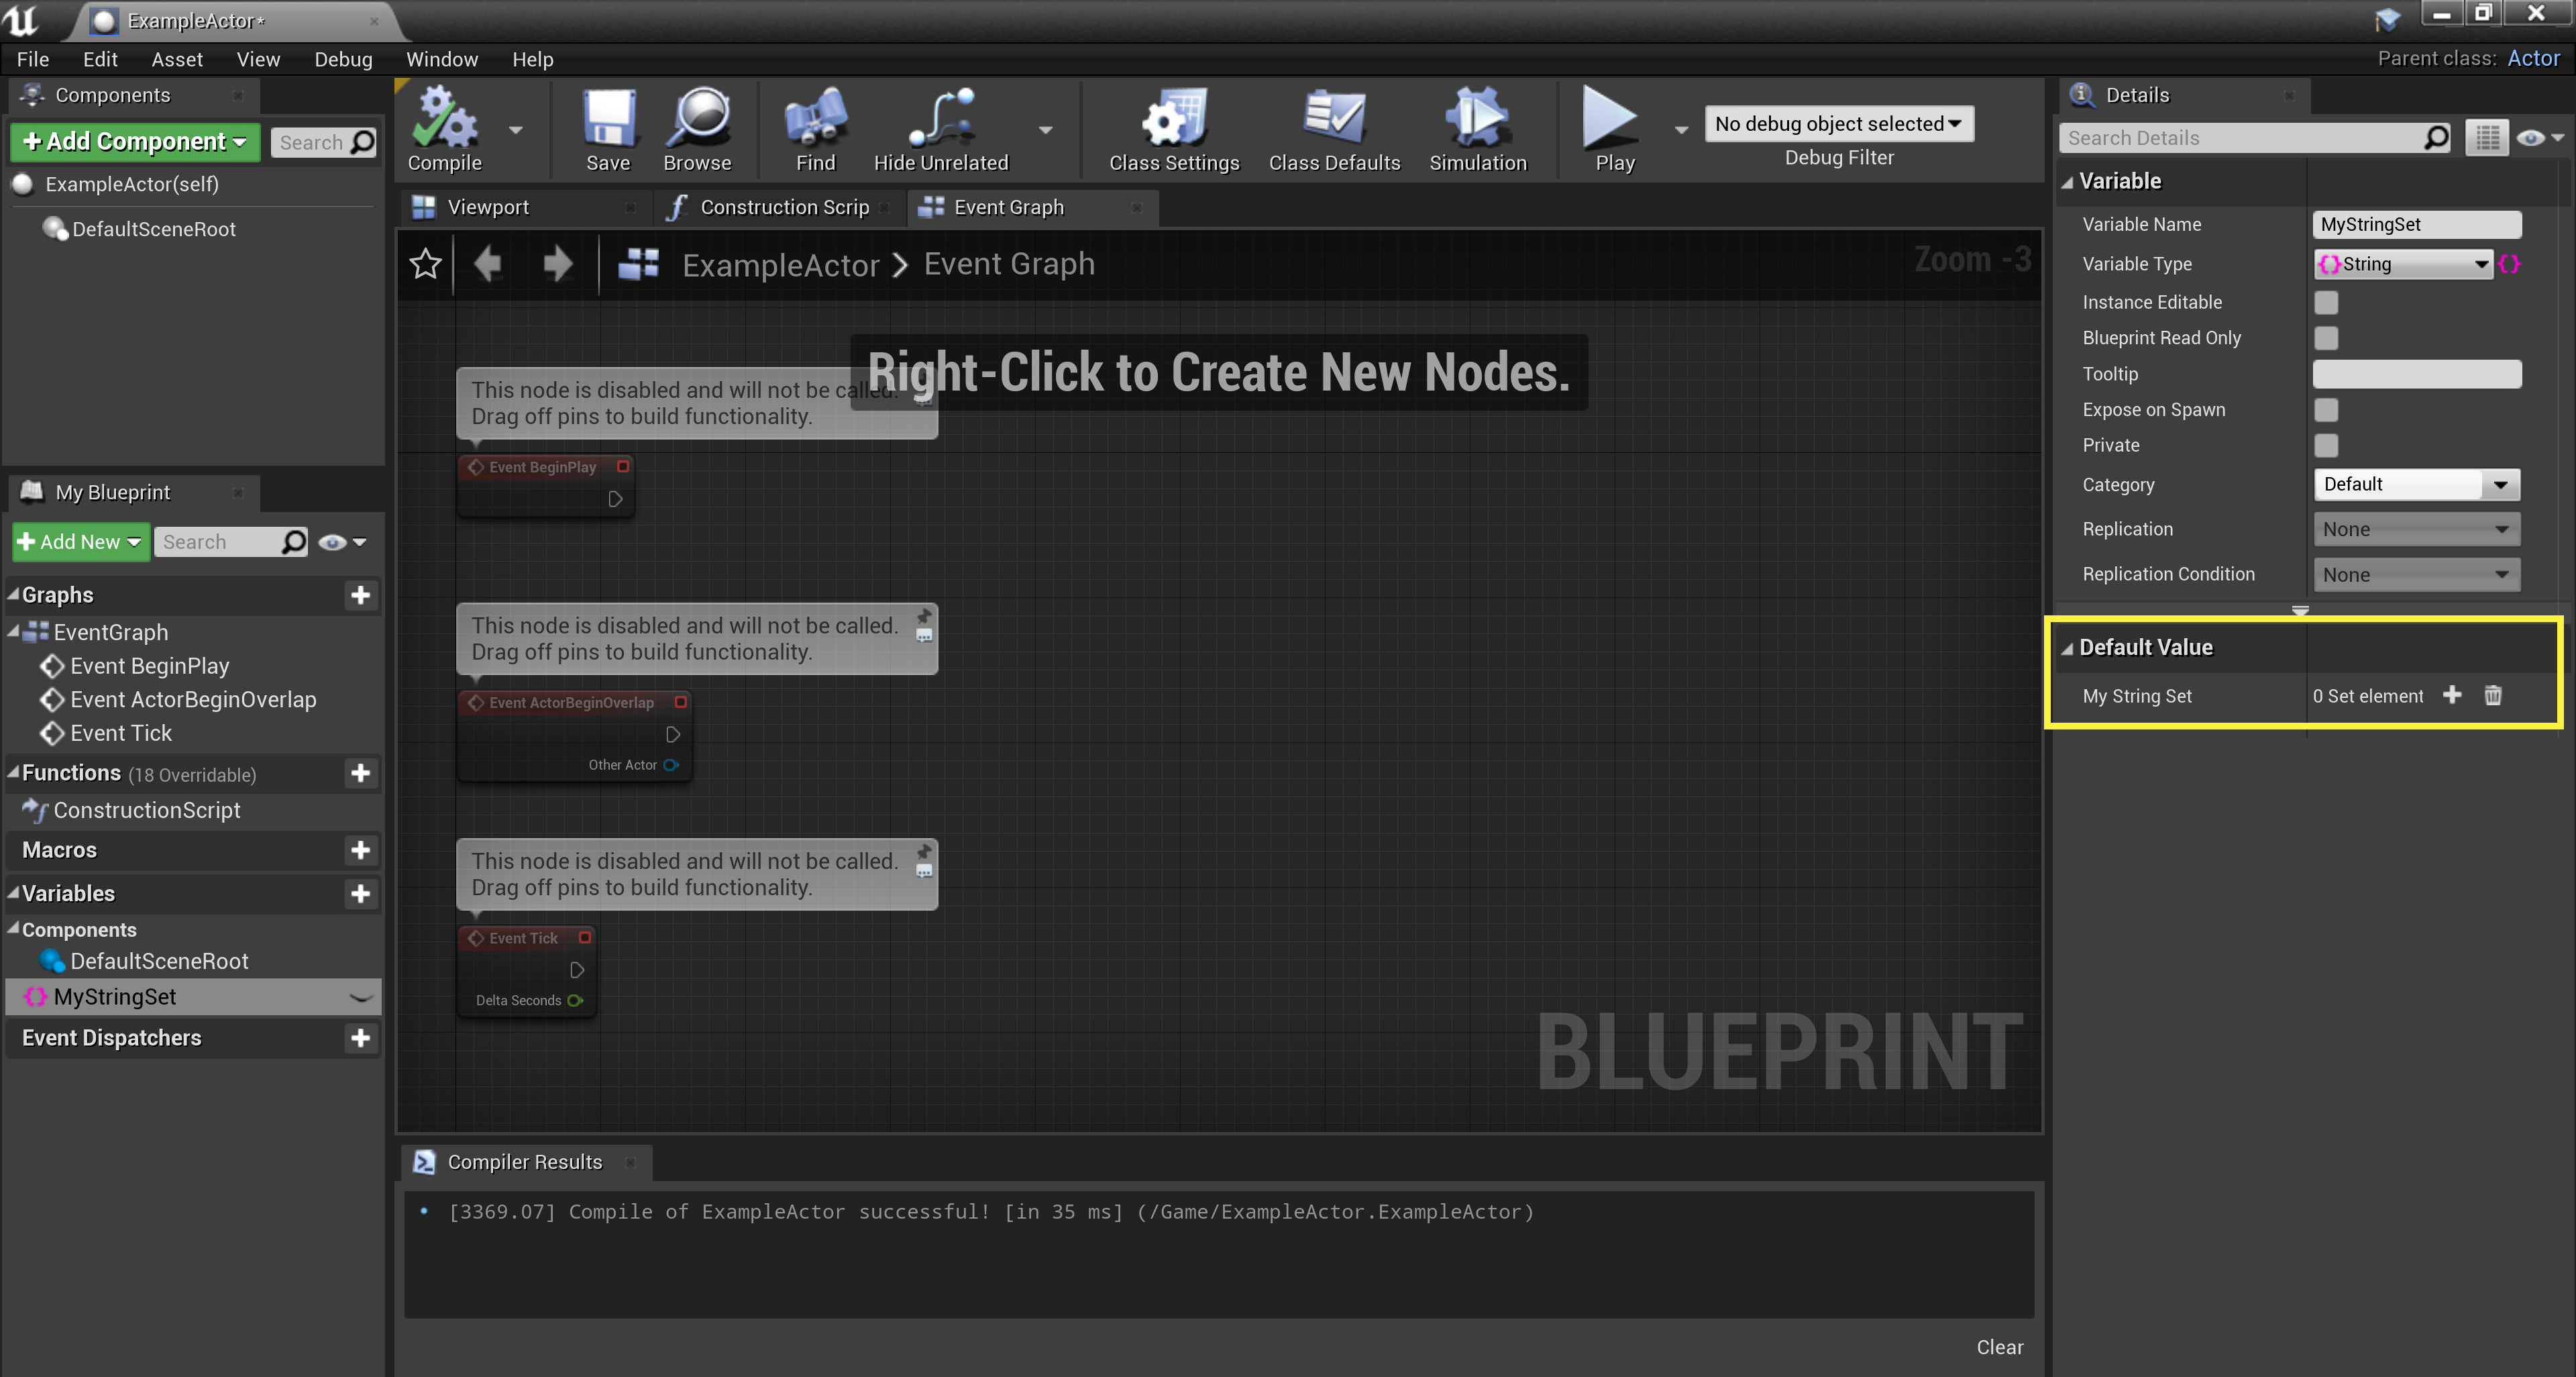 ExampleActor*
File Edit Asset View Debug Window Help
Parent class: Actor
Components
+Add Component
Search
ExampleActor(self)
DefaultSceneRoot
My Blueprint
Add New
Search
Graphs
EventGraph
Event BeginPlay
Event ActorBeginOverlap
Event Tick
Functions (18 Overridable)
ConstructionScript
Macros
Variables
Components
DefaultSceneRoot
MyStringSet
Event Dispatchers
Compile
Save
Browse
Find
Hide Unrelated
Class Settings
Class Defaults
Simulation
Play
No debug object selected
Debug Filter
Viewport
Construction Scrip
Event Graph
ExampleActor > Event Graph
Zoom -3
Right-Click to Create New Nodes.
This node is disabled and will not be called.
Drag off pins to build functionality.
Event BeginPlay
This node is disabled and will not be called.
Drag off pins to build functionality.
Event ActorBeginOverlap
Other Actor
This node is disabled and will not be called.
Drag off pins to build functionality.
Event Tick
Delta Seconds
BLUEPRINT
Compiler Results
[3369.07] Compile of ExampleActor successful! [in 35 ms] (/Game/ExampleActor.ExampleActor)
Clear
Details
Search Details
Variable
Variable Name MyStringSet
Variable Type String
Instance Editable
Blueprint Read Only
Tooltip
Expose on Spawn
Private
Category Default
Replication None
Replication Condition None
Default Value
My String Set 0 Set element